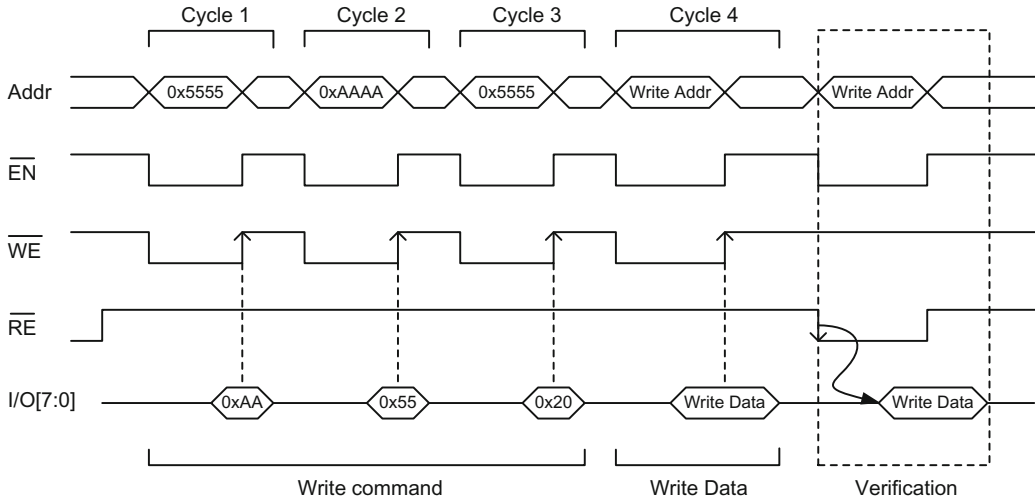 Cycle 1 Cycle 2 Cycle 3 Cycle 4
Addr 0x5555 0xAAAA 0x5555 Write Addr Write Addr
EN
WE
RE
I/O[7:0] 0xAA 0x55 0x20 Write Data Write Data
Write command Write Data Verification